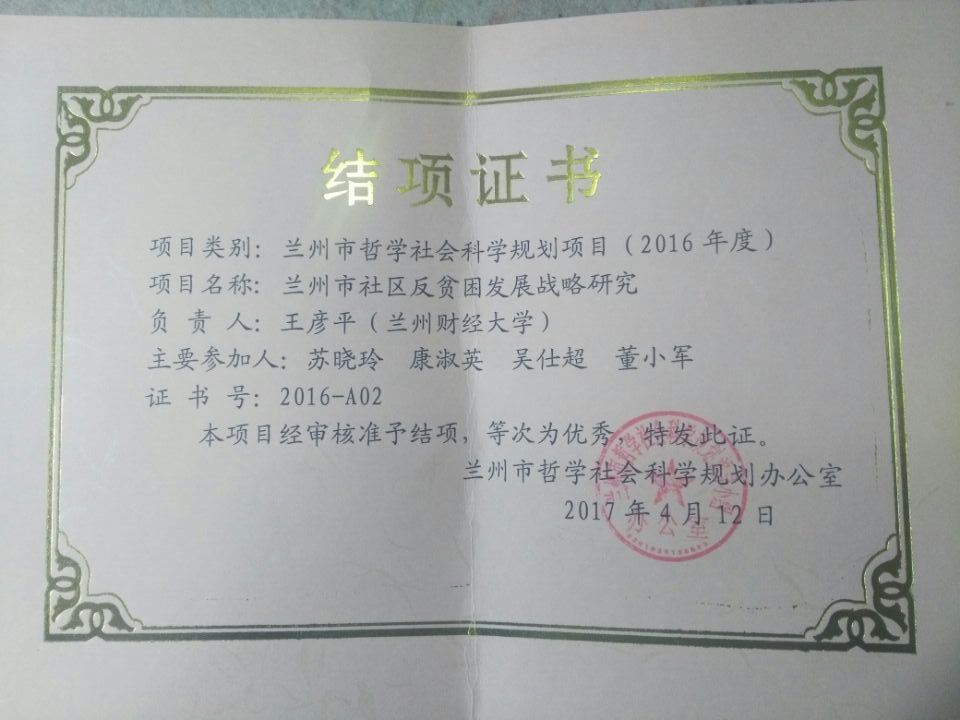 结项证书
项目类别：兰州市哲学社会科学规划项目（2016 年度）
项目名称：兰州市社区反贫困发展战略研究
负 责 人：王彦平（兰州财经大学）
主要参加人：苏晓玲 康淑英 吴仕超 董小军
证 书 号：2016-A02
本项目经审核准予结项，等次为优秀，特发此证。
兰州市哲学社会科学规划办公室
2017 年 4 月 12 日
办公室